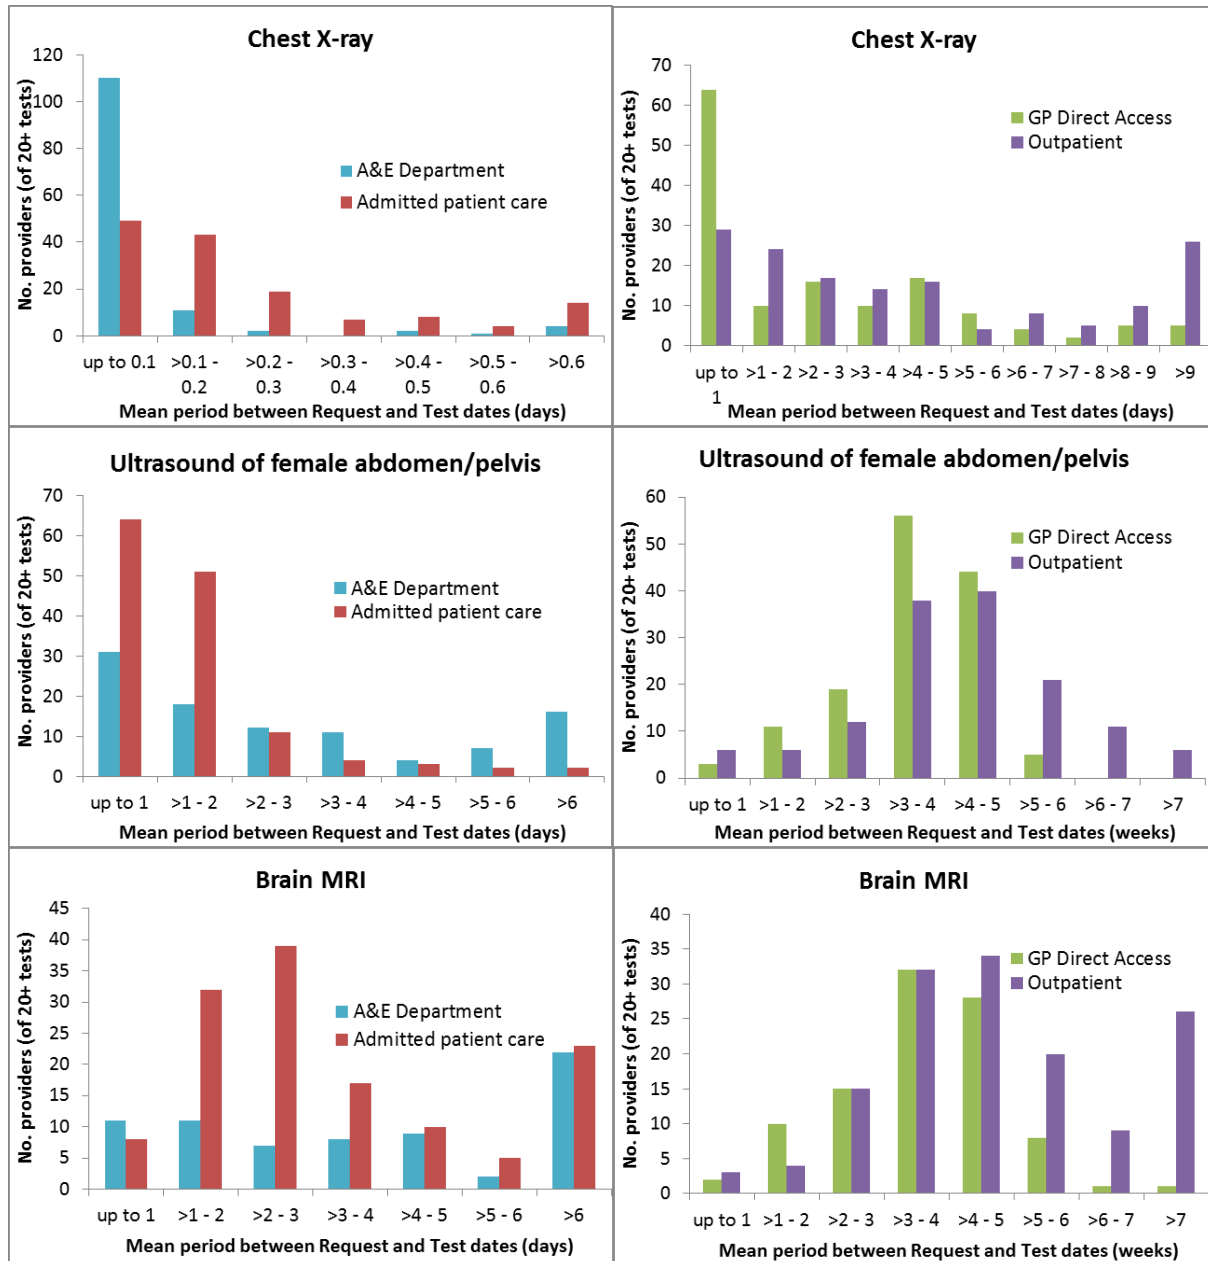 Chest X-ray
No. providers (of 20+ tests)
120
100
80
60
40
20
0
A&E Department
Admitted patient care
up to 0.1 >0.1 - 0.2 >0.2 - 0.3 >0.3 - 0.4 >0.4 - 0.5 >0.5 - 0.6 >0.6
Mean period between Request and Test dates (days)
Chest X-ray
No. providers (of 20+ tests)
70
60
50
40
30
20
10
0
GP Direct Access
Outpatient
up to 1 >1 - 2 >2 - 3 >3 - 4 >4 - 5 >5 - 6 >6 - 7 >7 - 8 >8 - 9 >9
Mean period between Request and Test dates (days)
Ultrasound of female abdomen/pelvis
No. providers (of 20+ tests)
70
60
50
40
30
20
10
0
A&E Department
Admitted patient care
up to 1 >1 - 2 >2 - 3 >3 - 4 >4 - 5 >5 - 6 >6
Mean period between Request and Test dates (days)
Ultrasound of female abdomen/pelvis
No. providers (of 20+ tests)
60
50
40
30
20
10
0
GP Direct Access
Outpatient
up to 1 >1 - 2 >2 - 3 >3 - 4 >4 - 5 >5 - 6 >6 - 7 >7
Mean period between Request and Test dates (weeks)
Brain MRI
No. providers (of 20+ tests)
45
40
35
30
25
20
15
10
5
0
A&E Department
Admitted patient care
up to 1 >1 - 2 >2 - 3 >3 - 4 >4 - 5 >5 - 6 >6
Mean period between Request and Test dates (days)
Brain MRI
No. providers (of 20+ tests)
40
35
30
25
20
15
10
5
0
GP Direct Access
Outpatient
up to 1 >1 - 2 >2 - 3 >3 - 4 >4 - 5 >5 - 6 >6 - 7 >7
Mean period between Request and Test dates (weeks)